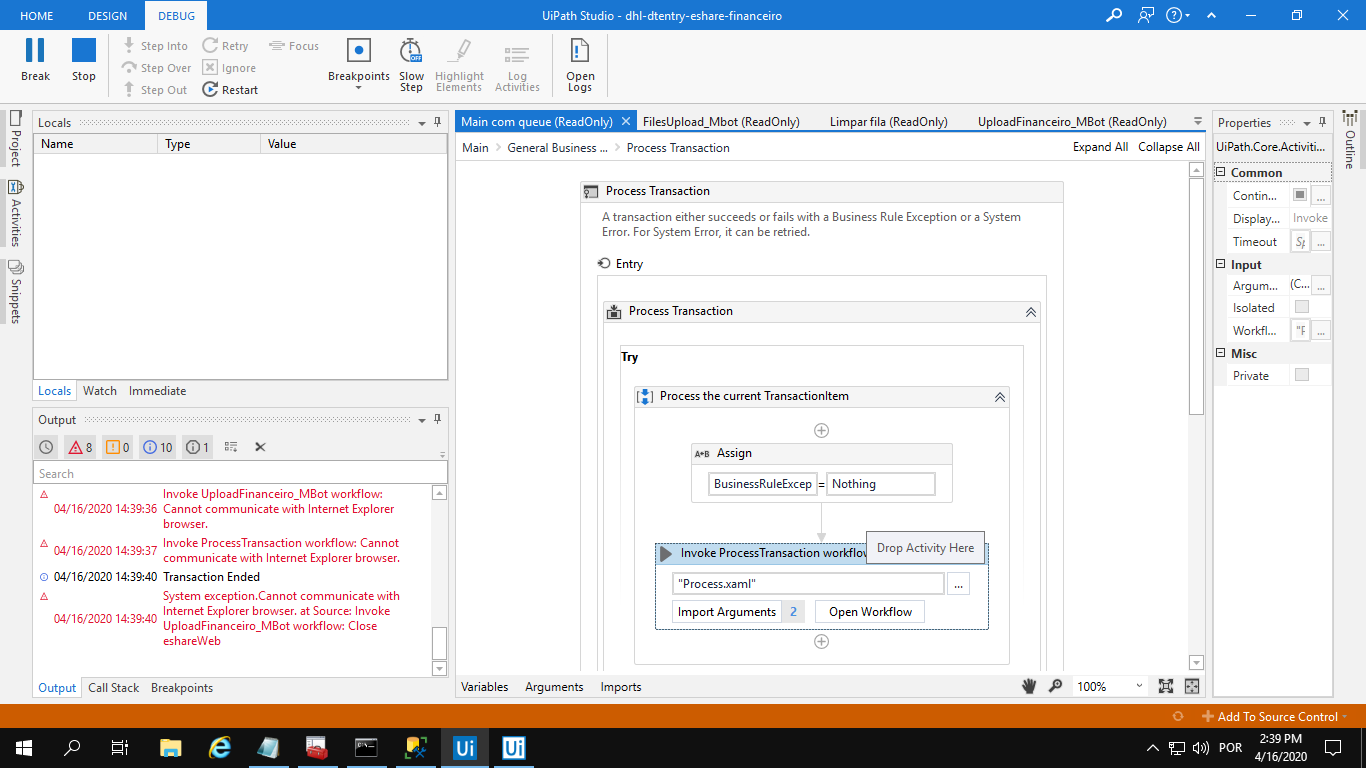 HOME DESIGN DEBUG UiPath Studio - dhl-dtentry-eshare-financeiro
Break
Stop
Step Into
Step Over
Step Out
Retry
Ignore
Restart
Focus
Breakpoints
Slow
Step
Highlight
Elements
Log
Activities
Open
Logs
Project
Activities
Snippets
Locals
Name Type Value
Locals Watch Immediate
Output
8 0 10 1
Search
04/16/2020 14:39:36 Invoke UploadFinanceiro_MBot workflow:
Cannot communicate with Internet Explorer
browser.
04/16/2020 14:39:37 Invoke ProcessTransaction workflow: Cannot
communicate with Internet Explorer browser.
04/16/2020 14:39:40 Transaction Ended
04/16/2020 14:39:40 System exception.Cannot communicate with
Internet Explorer browser. at Source: Invoke
UploadFinanceiro_MBot workflow: Close
eshareWeb
Output Call Stack Breakpoints
Main com queue (ReadOnly) FilesUpload_Mbot (ReadOnly) Limpar fila (ReadOnly) UploadFinanceiro_MBot (ReadOnly)
Main General Business ... Process Transaction Expand All Collapse All
Process Transaction
A transaction either succeeds or fails with a Business Rule Exception or a System
Error. For System Error, it can be retried.
Entry
Process Transaction
Try
Process the current TransactionItem
A+B Assign
BusinessRuleExcep = Nothing
Invoke ProcessTransaction workflow
Drop Activity Here
"Process.xaml" ...
Import Arguments 2 Open Workflow
Variables Arguments Imports 100%
Properties
UiPath.Core.Activiti...
Common
Contin... ...
Display... Invoke
Timeout Sp ...
Input
Argum... (C... ...
Isolated
Workfl... "P ...
Misc
Private
Outline
Add To Source Control
Ui Ui
POR
2:39 PM
4/16/2020